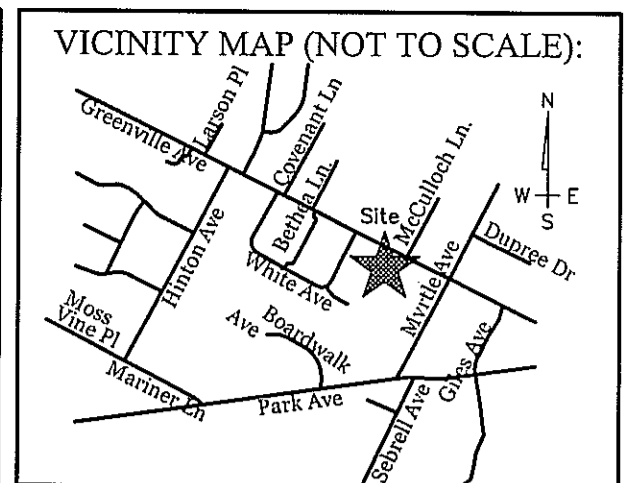 VICINITY MAP (NOT TO SCALE):
Greenville Ave
Larson Pl
Covenant Ln
Bethea Ln.
McCulloch Ln.
N
W E
S
Site
Dupree Dr
White Ave
Hinton Ave
Myrtle Ave
Moss
Vine Pl
Boardwalk
Ave
Giles Ave
Mariner Ln
Park Ave
Sebrell Ave